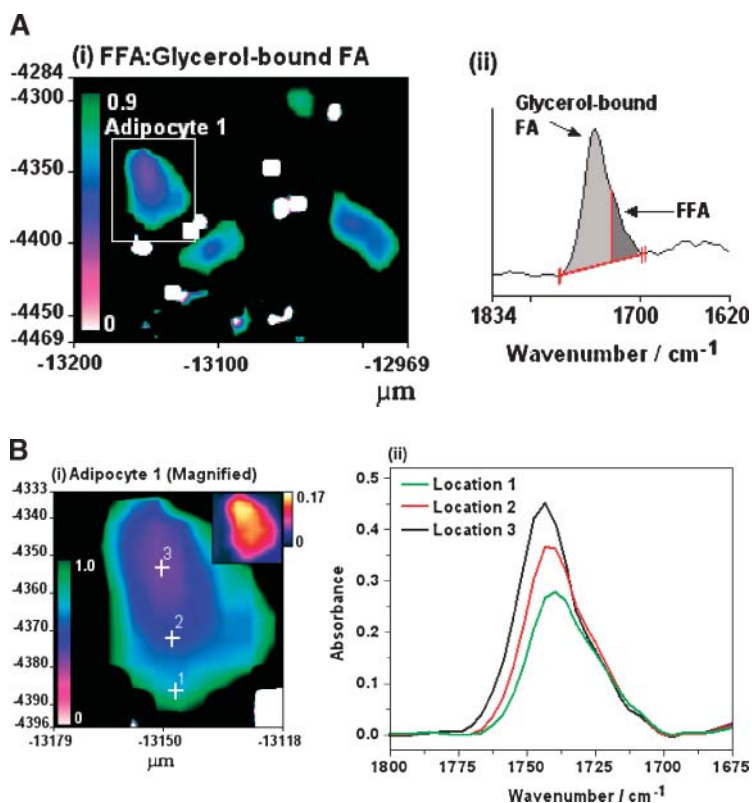 A
(i) FFA:Glycerol-bound FA
-4284
-4300
-4350
-4400
-4450
-4469
0.9
Adipocyte 1
0
-13200
-13100
-12969
μm
(ii)
Glycerol-bound
FA
FFA
1834
1700
1620
Wavenumber / cm-1
B
(i) Adipocyte 1 (Magnified)
-4333
-4350
-4360
-4370
-4380
-4390
-4396
1.0
0
0.17
0
3
2
1
-13179
-13150
-13118
μm
(ii)
0.5
0.4
0.3
0.2
0.1
0.0
Absorbance
Location 1
Location 2
Location 3
1800
1775
1750
1725
1700
1675
Wavenumber / cm-1